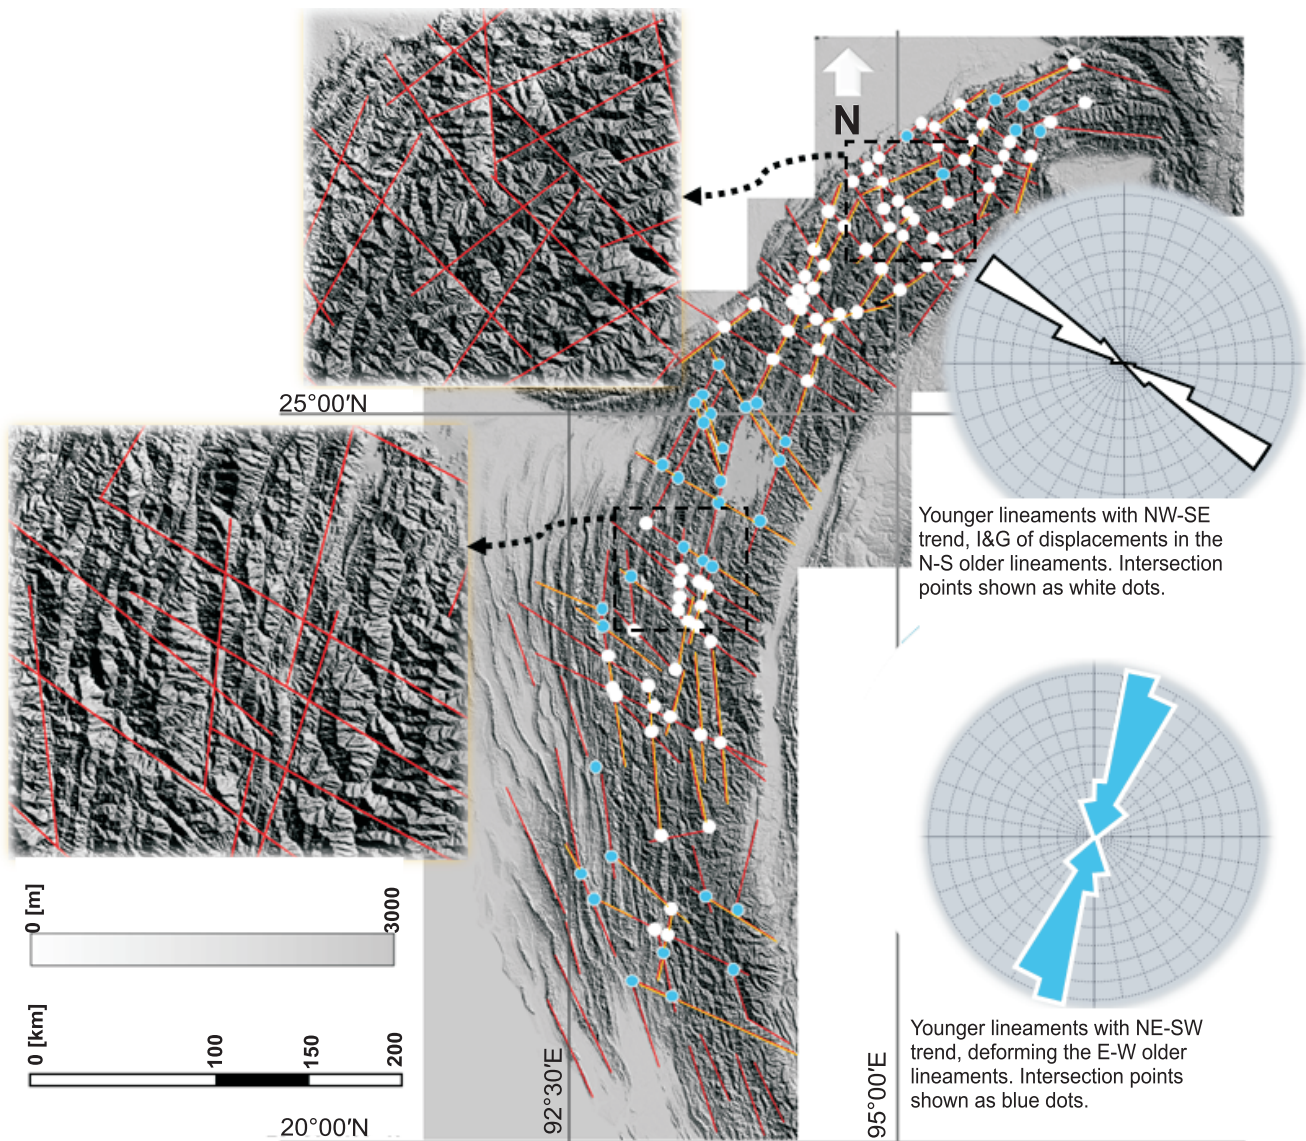 N
25°00′N
Younger lineaments with NW-SE
trend, I&G of displacements in the
N-S older lineaments. Intersection
points shown as white dots.
0 [m]
3000
0 [km]
100
150
200
20°00′N
92°30′E
95°00′E
Younger lineaments with NE-SW
trend, deforming the E-W older
lineaments. Intersection points
shown as blue dots.